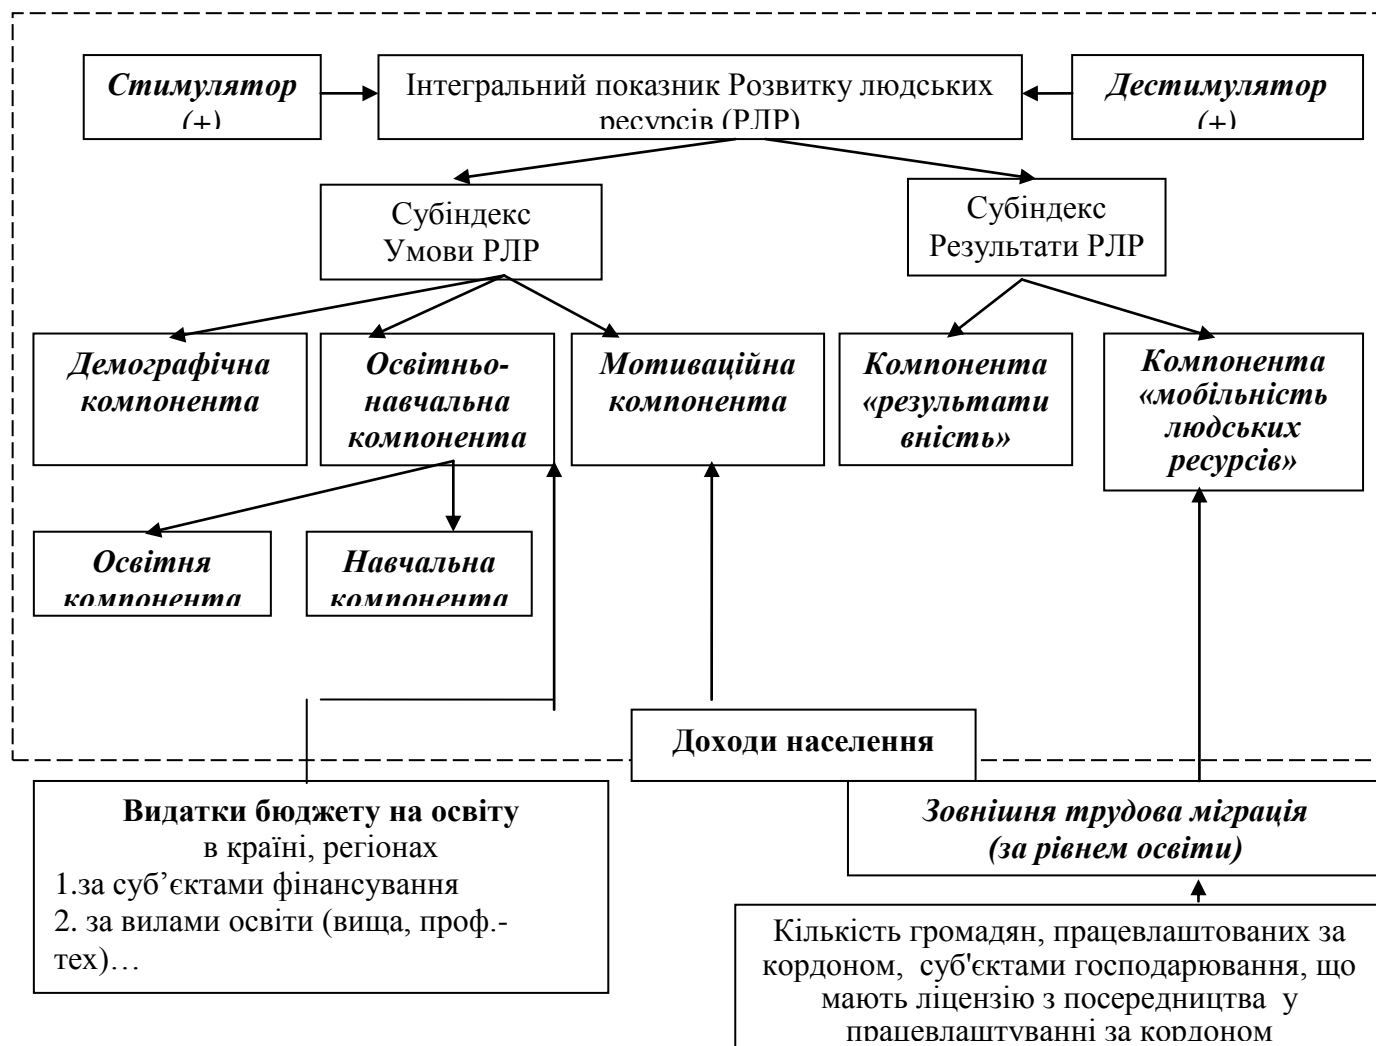 Стимулятор
(+)
Інтегральний показник Розвитку людських
ресурсів (РЛР)
Дестимулятор
(+)
Субіндекс
Умови РЛР
Субіндекс
Результати РЛР
Демографічна
компонента
Освітньо-
навчальна
компонента
Мотиваційна
компонента
Компонента
«результати
вність»
Компонента
«мобільність
людських
ресурсів»
Освітня
компонента
Навчальна
компонента
Доходи населення
Видатки бюджету на освіту
в країні, регіонах
1.за суб’єктами фінансування
2. за вилами освіти (вища, проф.-
тех)…
Зовнішня трудова міграція
(за рівнем освіти)
Кількість громадян, працевлаштованих за
кордоном, суб'єктами господарювання, що
мають ліцензію з посередництва у
працевлаштуванні за кордоном